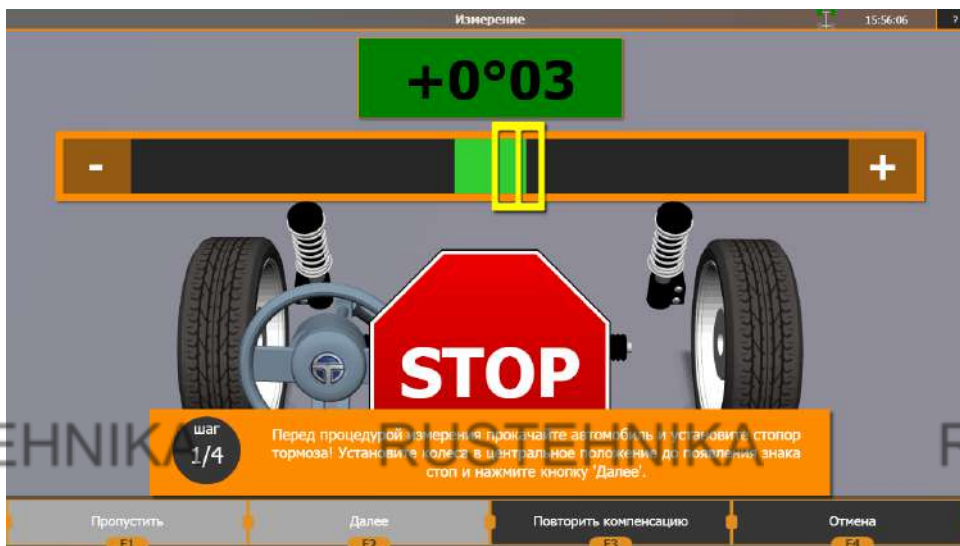 Измерение
15:56:06
?
+0°03
-
+
STOP
шаг
1/4
Перед процедурой измерения прокачайте автомобиль и установите стопор
тормоза! Установите колеса в центральное положение до появления знака
стоп и нажмите кнопку 'Далее'.
EHNIKA
RUSTEHNIKA
R
Пропустить
Далее
Повторить компенсацию
Отмена
F1
F2
F3
F4